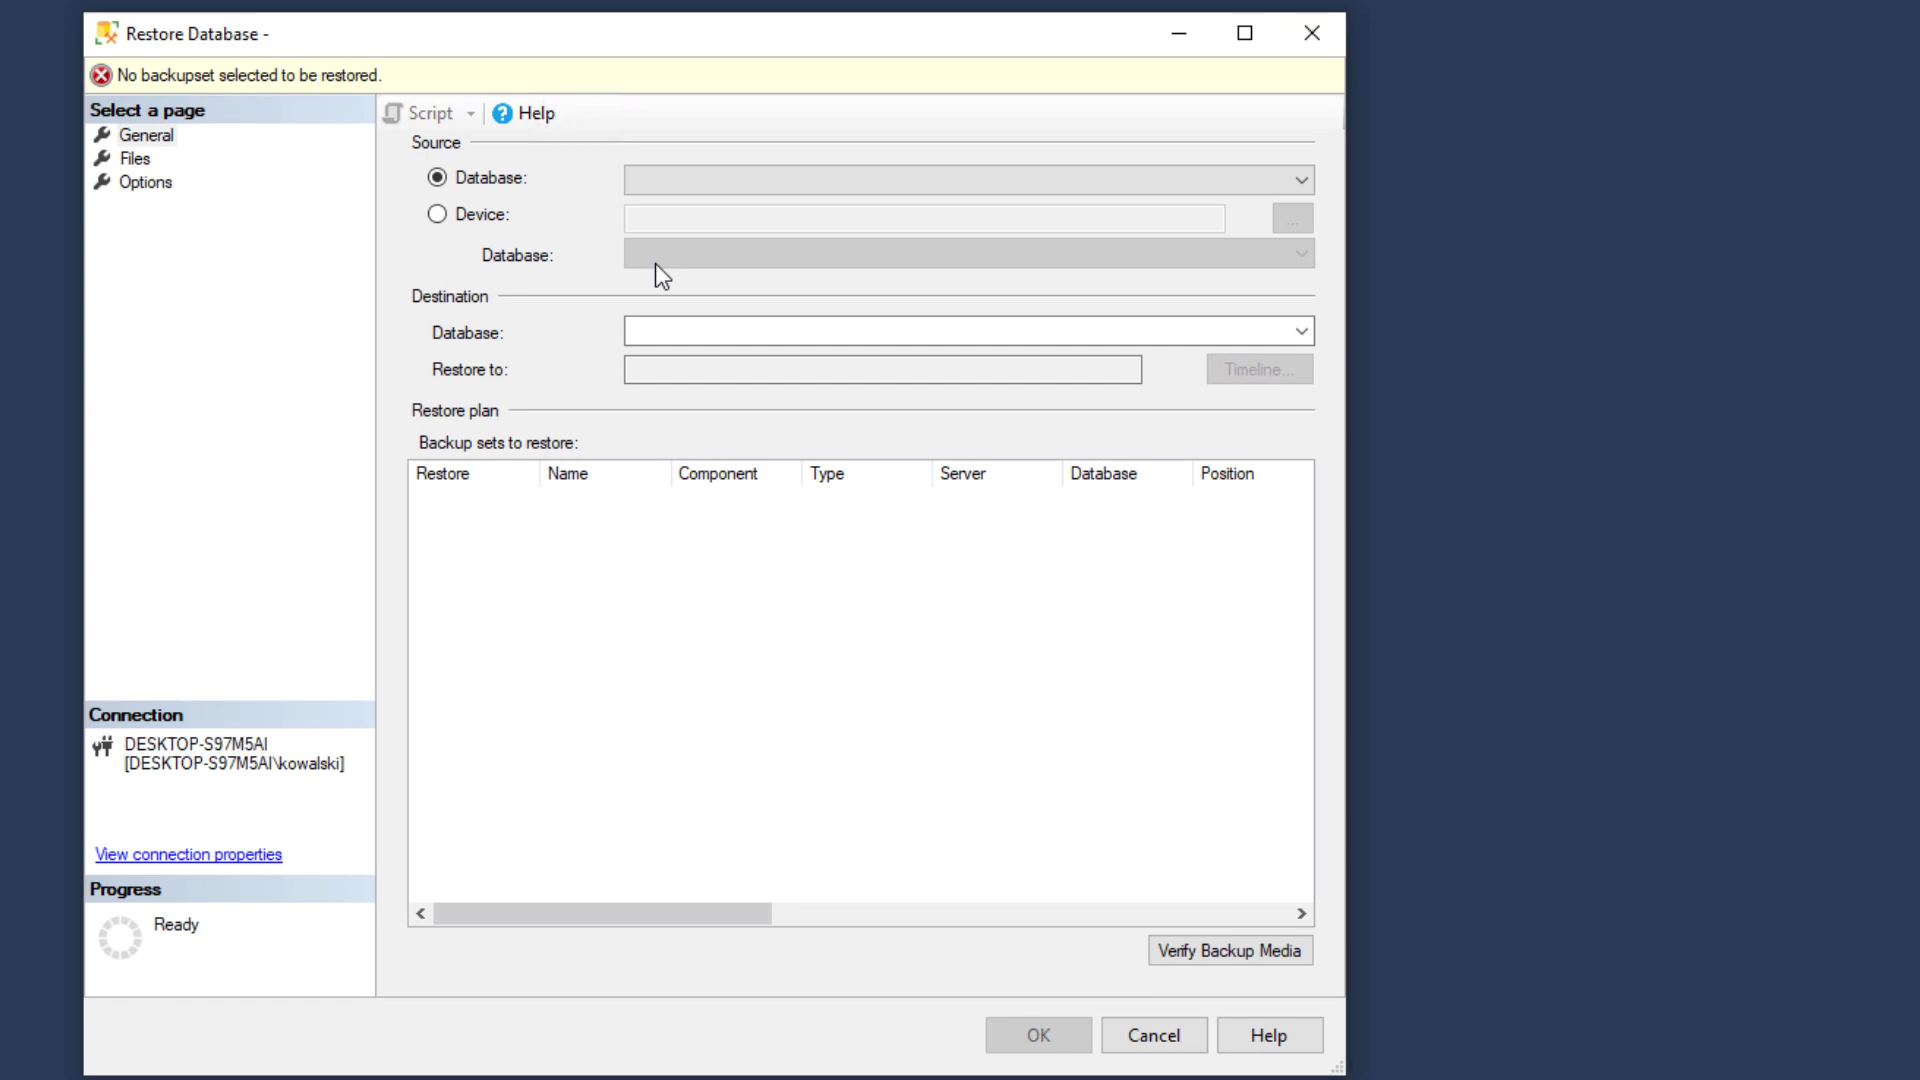 Restore Database -
No backupset selected to be restored.
Select a page
General
Files
Options
Script
Help
Source
Database:
Device:
...
Database:
Destination
Database:
Restore to:
Timeline...
Restore plan
Backup sets to restore:
Restore Name Component Type Server Database Position
Connection
DESKTOP-S97M5AI
[DESKTOP-S97M5AI\kowalski]
View connection properties
Progress
Ready
Verify Backup Media
OK Cancel Help